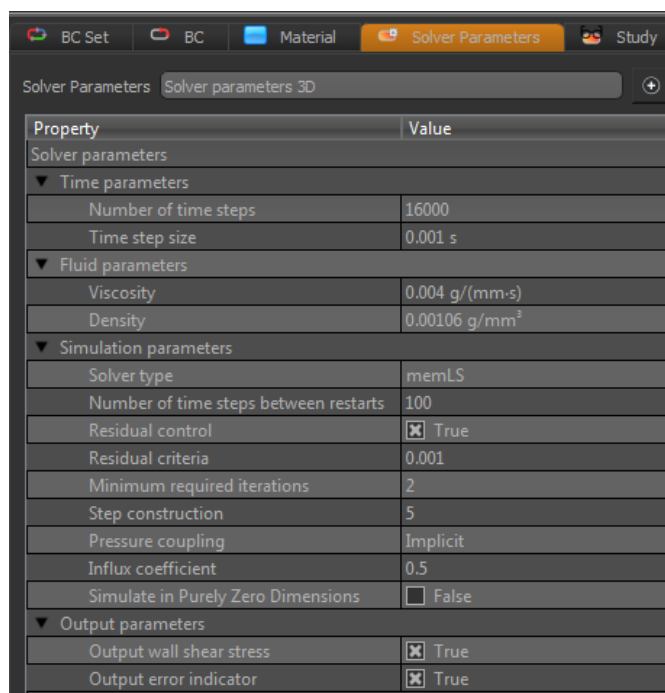 BC Set BC Material Solver Parameters Study
Solver Parameters Solver parameters 3D
Property Value
Solver parameters
Time parameters
Number of time steps 16000
Time step size 0.001 s
Fluid parameters
Viscosity 0.004 g/(mm·s)
Density 0.00106 g/mm³
Simulation parameters
Solver type memLS
Number of time steps between restarts 100
Residual control True
Residual criteria 0.001
Minimum required iterations 2
Step construction 5
Pressure coupling Implicit
Influx coefficient 0.5
Simulate in Purely Zero Dimensions False
Output parameters
Output wall shear stress True
Output error indicator True